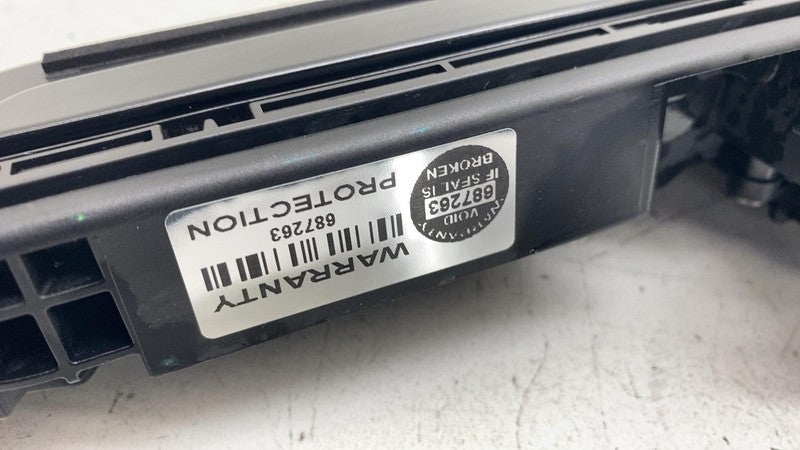 WARRANTY
687263
PROTECTION
WARRANTY
VOID
687263
IF SEAL IS
BROKEN